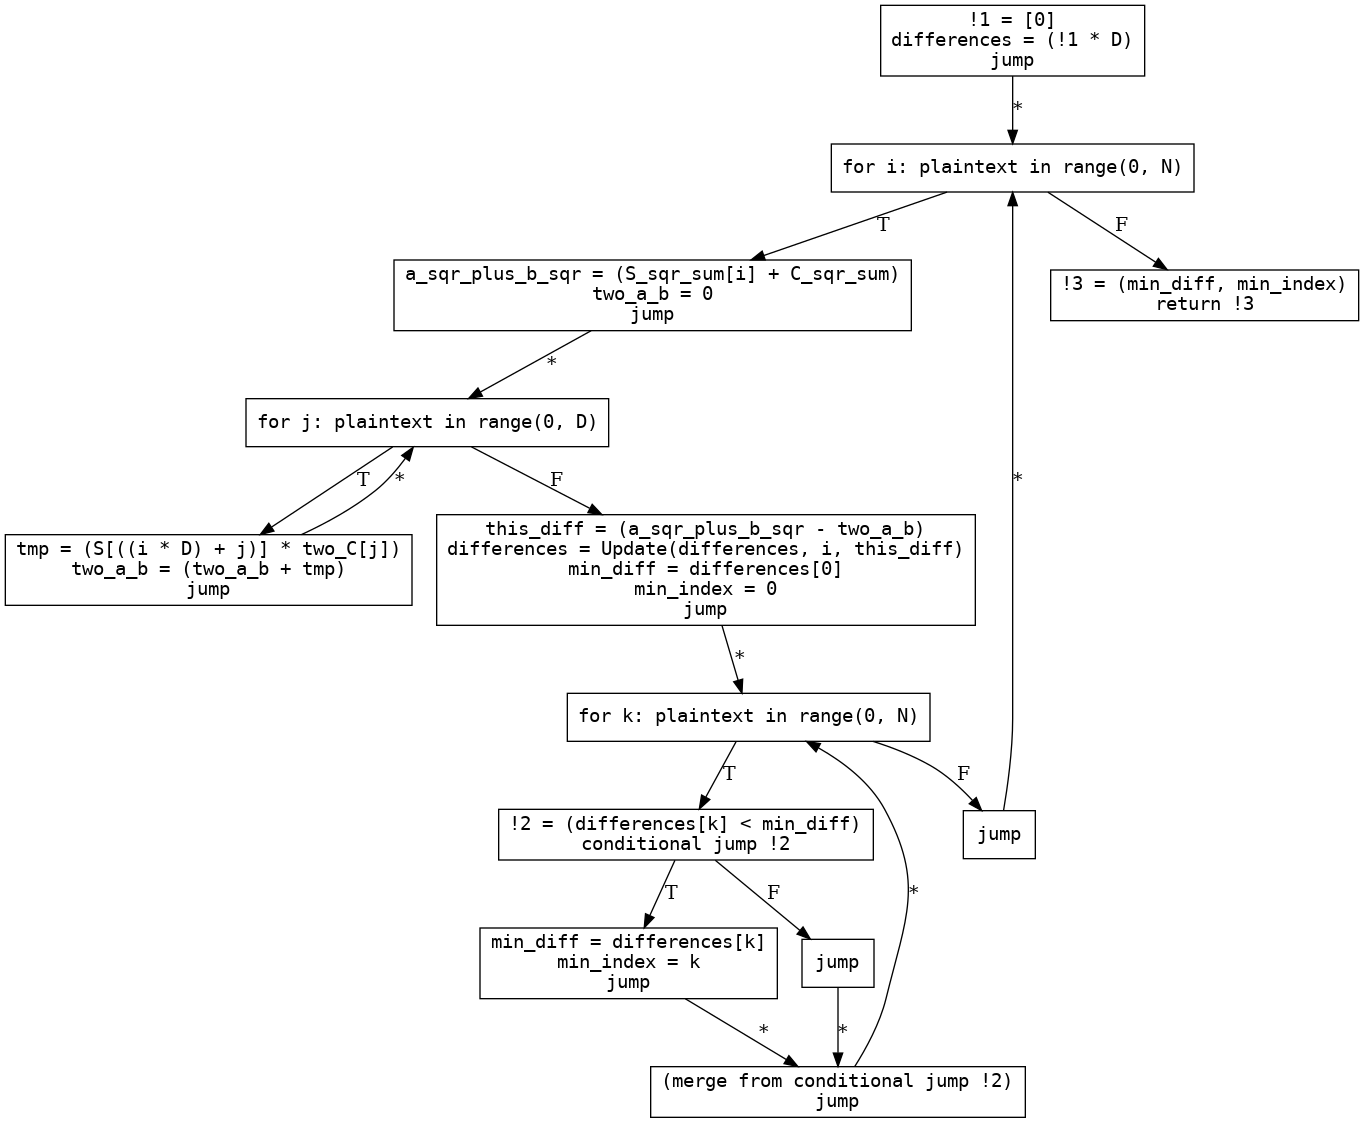 !1 = [0]
differences = (!1 * D)
jump
*
for i: plaintext in range(0, N)
T
F
a_sqr_plus_b_sqr = (S_sqr_sum[i] + C_sqr_sum)
two_a_b = 0
jump
!3 = (min_diff, min_index)
return !3
*
for j: plaintext in range(0, D)
T
*
F
*
tmp = (S[((i * D) + j)] * two_C[j])
two_a_b = (two_a_b + tmp)
jump
this_diff = (a_sqr_plus_b_sqr - two_a_b)
differences = Update(differences, i, this_diff)
min_diff = differences[0]
min_index = 0
jump
*
for k: plaintext in range(0, N)
T
F
!2 = (differences[k] < min_diff)
conditional jump !2
jump
T
F
*
min_diff = differences[k]
min_index = k
jump
jump
*
*
(merge from conditional jump !2)
jump